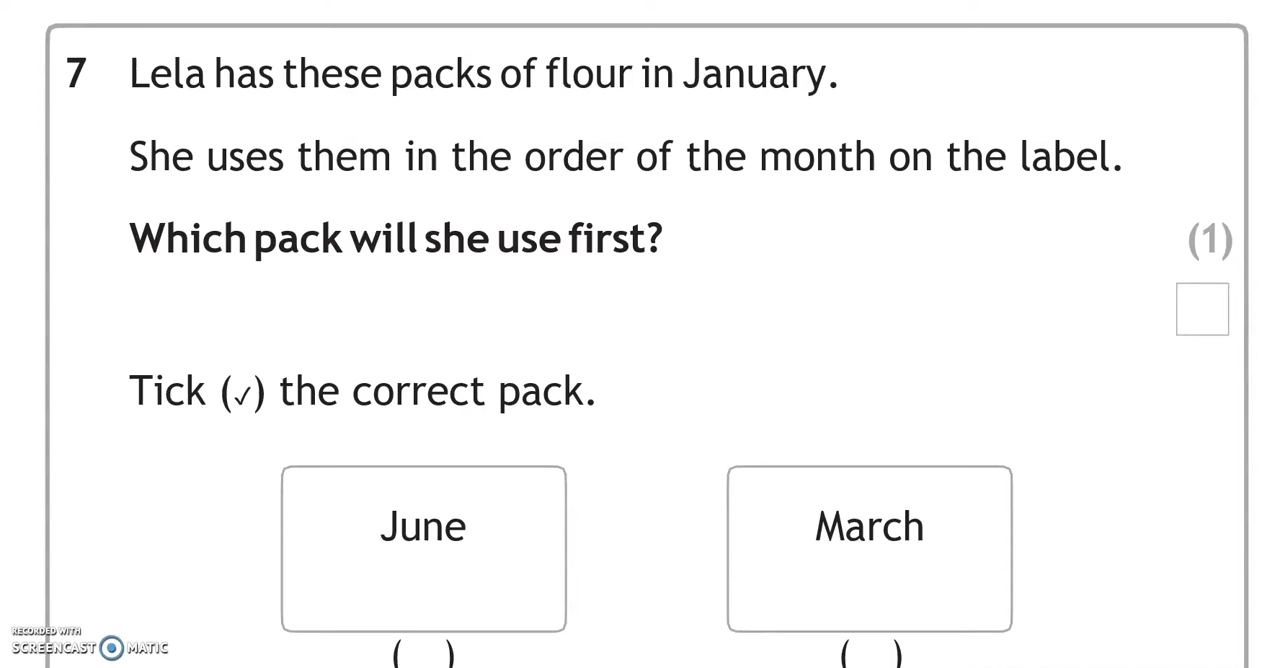 7 Lela has these packs of flour in January.
She uses them in the order of the month on the label.
Which pack will she use first?
(1)
Tick (✓) the correct pack.
June March
( ) ( )
RECORDED WITH
SCREENCAST MATIC